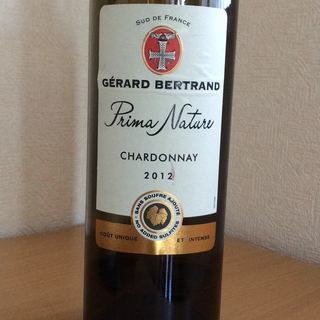 SUD DE FRANCE
GÉRARD BERTRAND
Prima Nature
CHARDONNAY
2012
SANS SOUFRE AJOUTÉ
NO ADDED SULFITES
GOÛT UNIQUE ET INTENSE